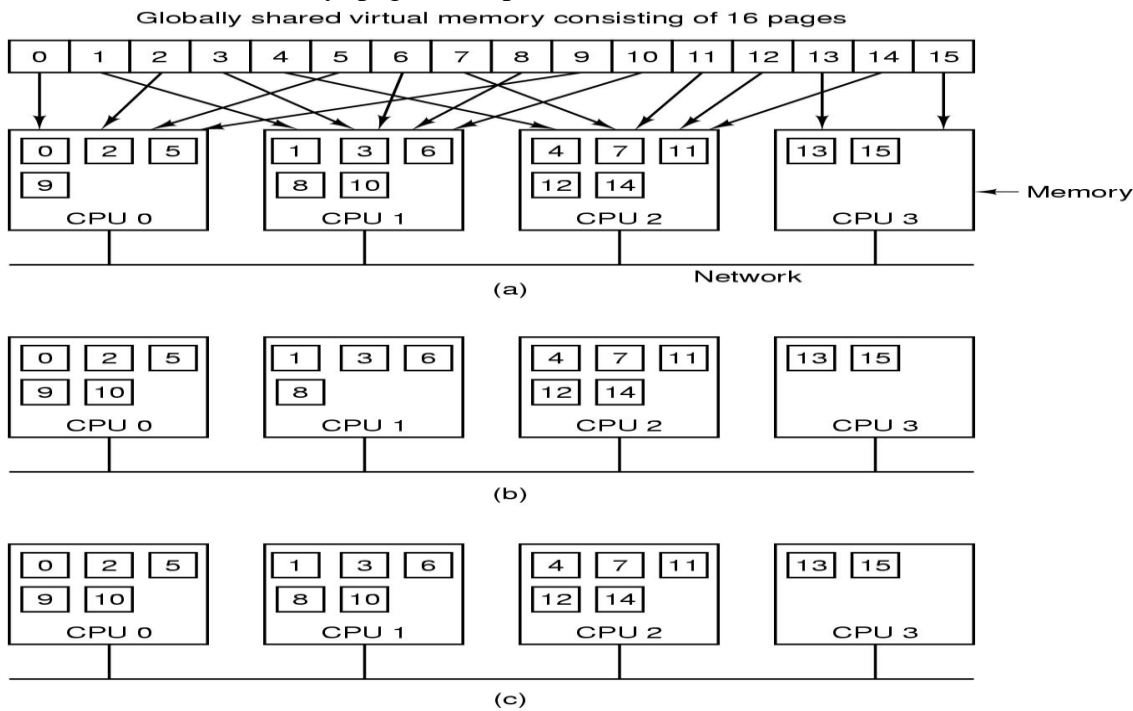 Globally shared virtual memory consisting of 16 pages
0 1 2 3 4 5 6 7 8 9 10 11 12 13 14 15
0 2 5 1 3 6 4 7 11 13 15
9 8 10 12 14
Memory
CPU 0 CPU 1 CPU 2 CPU 3
Network
(a)
0 2 5 1 3 6 4 7 11 13 15
9 10 8 12 14
CPU 0 CPU 1 CPU 2 CPU 3
(b)
0 2 5 1 3 6 4 7 11 13 15
9 10 8 10 12 14
CPU 0 CPU 1 CPU 2 CPU 3
(c)